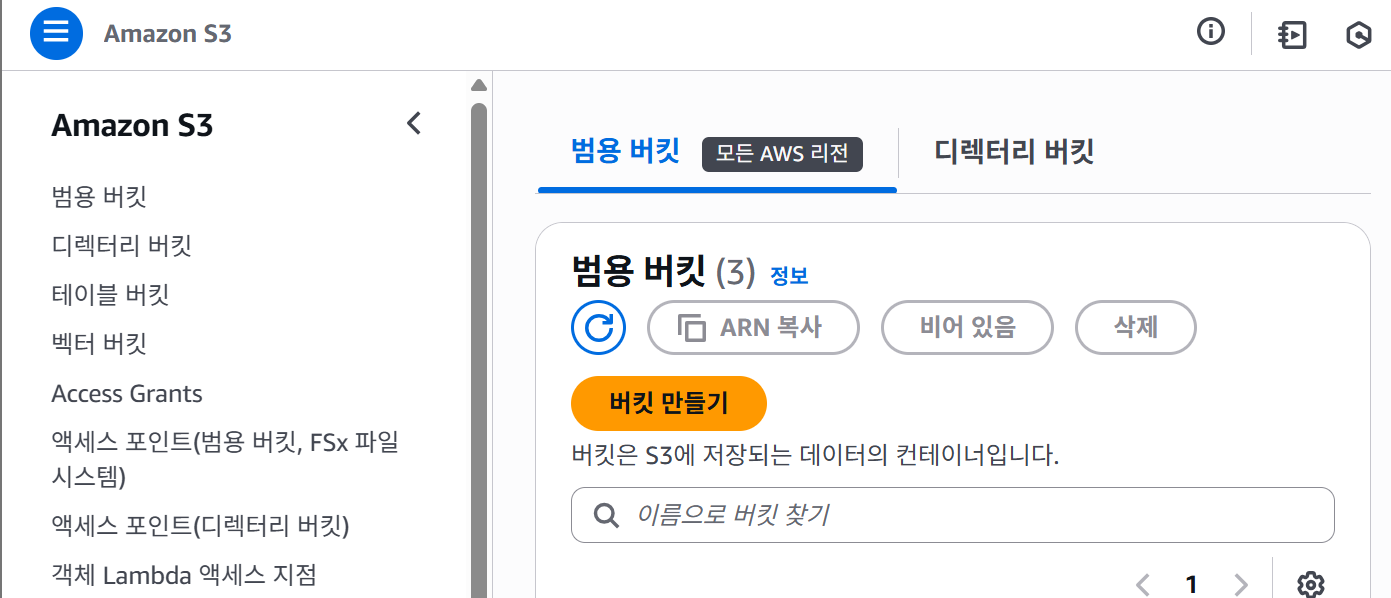 Amazon S3
Amazon S3
범용 버킷
디렉터리 버킷
테이블 버킷
벡터 버킷
Access Grants
액세스 포인트(범용 버킷, FSx 파일
시스템)
액세스 포인트(디렉터리 버킷)
객체 Lambda 액세스 지점
범용 버킷 모든 AWS 리전 디렉터리 버킷
범용 버킷 (3) 정보
ARN 복사 비어 있음 삭제
버킷 만들기
버킷은 S3에 저장되는 데이터의 컨테이너입니다.
이름으로 버킷 찾기
1